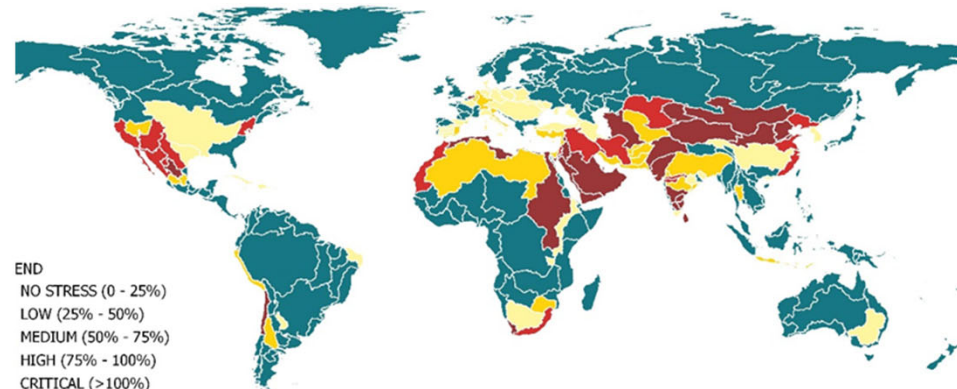 END
NO STRESS (0 - 25%)
LOW (25% - 50%)
MEDIUM (50% - 75%)
HIGH (75% - 100%)
CRITICAL (>100%)